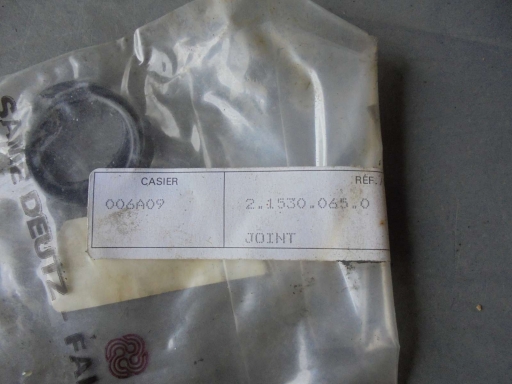 SAME DEUTZ
FA
CASIER
RÉF.
006A09
2.1530.065.0
JOINT